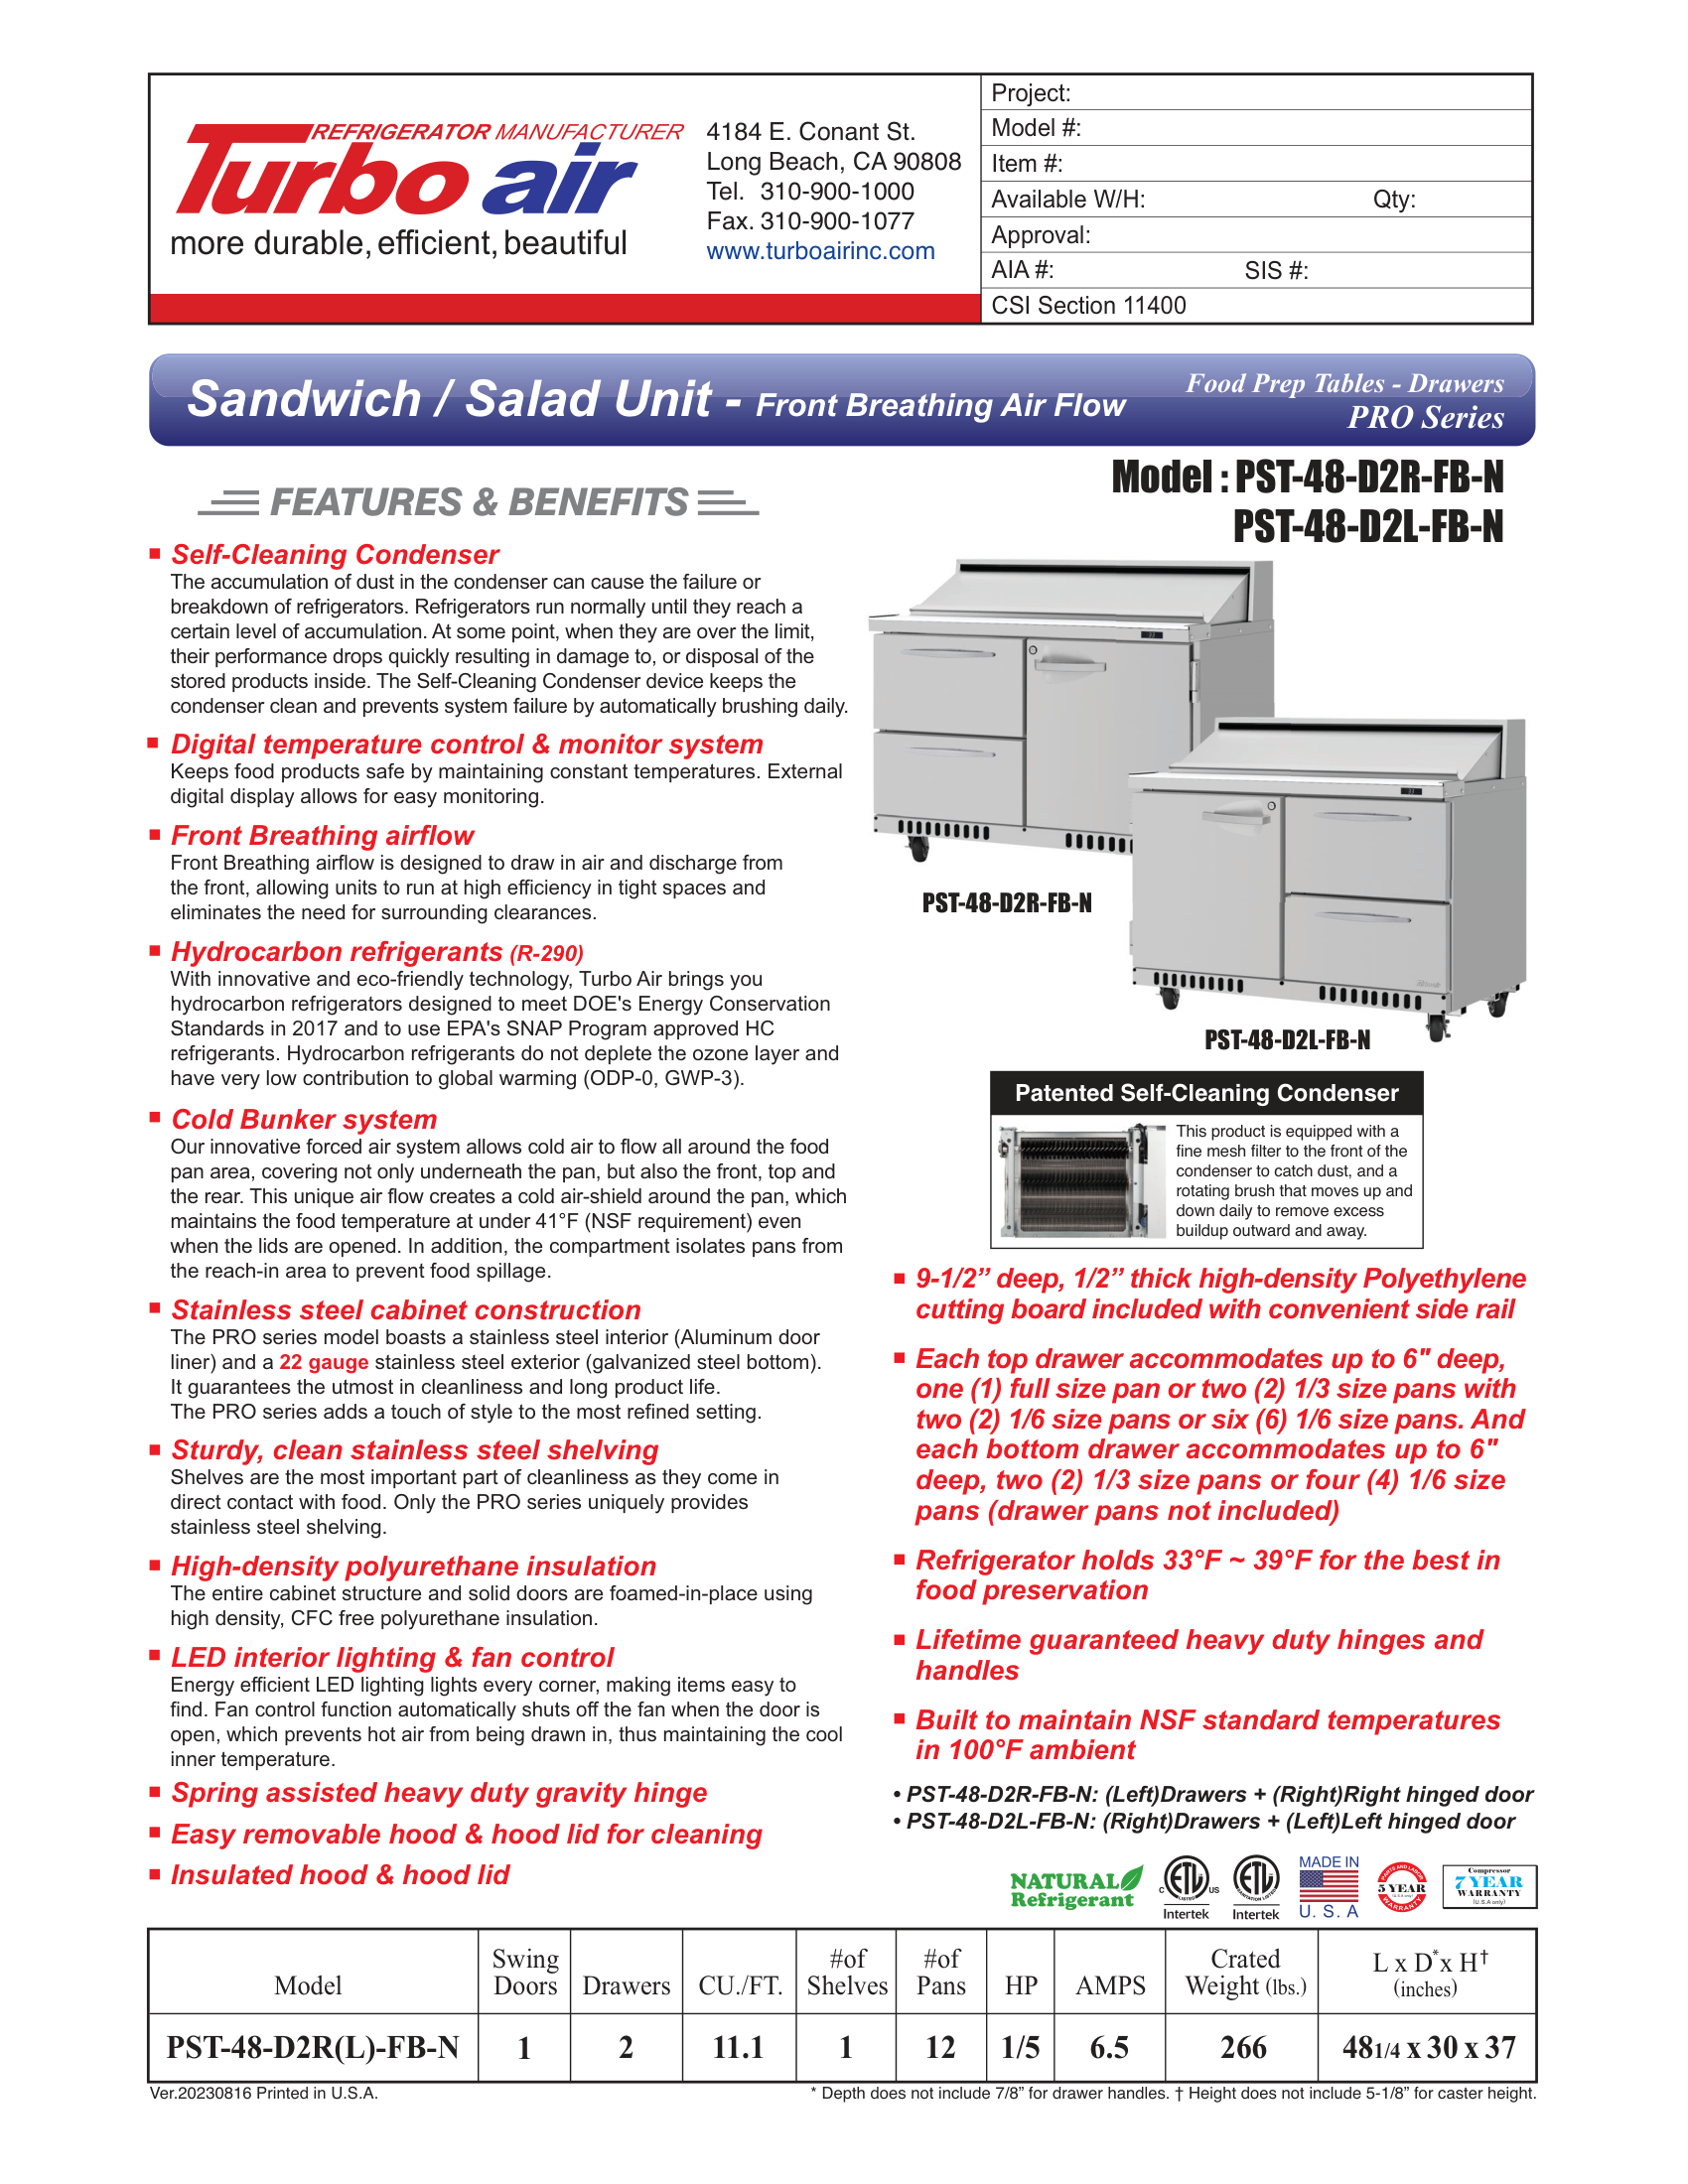 REFRIGERATOR MANUFACTURER
Turbo air
more durable, efficient, beautiful
4184 E. Conant St.
Long Beach, CA 90808
Tel. 310-900-1000
Fax. 310-900-1077
www.turboairinc.com
Project:
Model #:
Item #:
Available W/H: Qty:
Approval:
AIA #: SIS #:
CSI Section 11400
Sandwich / Salad Unit - Front Breathing Air Flow
Food Prep Tables - Drawers
PRO Series
Model : PST-48-D2R-FB-N
PST-48-D2L-FB-N
FEATURES & BENEFITS
Self-Cleaning Condenser
The accumulation of dust in the condenser can cause the failure or
breakdown of refrigerators. Refrigerators run normally until they reach a
certain level of accumulation. At some point, when they are over the limit,
their performance drops quickly resulting in damage to, or disposal of the
stored products inside. The Self-Cleaning Condenser device keeps the
condenser clean and prevents system failure by automatically brushing daily.
Digital temperature control & monitor system
Keeps food products safe by maintaining constant temperatures. External
digital display allows for easy monitoring.
Front Breathing airflow
Front Breathing airflow is designed to draw in air and discharge from
the front, allowing units to run at high efficiency in tight spaces and
eliminates the need for surrounding clearances.
Hydrocarbon refrigerants (R-290)
With innovative and eco-friendly technology, Turbo Air brings you
hydrocarbon refrigerators designed to meet DOE's Energy Conservation
Standards in 2017 and to use EPA's SNAP Program approved HC
refrigerants. Hydrocarbon refrigerants do not deplete the ozone layer and
have very low contribution to global warming (ODP-0, GWP-3).
Cold Bunker system
Our innovative forced air system allows cold air to flow all around the food
pan area, covering not only underneath the pan, but also the front, top and
the rear. This unique air flow creates a cold air-shield around the pan, which
maintains the food temperature at under 41°F (NSF requirement) even
when the lids are opened. In addition, the compartment isolates pans from
the reach-in area to prevent food spillage.
Stainless steel cabinet construction
The PRO series model boasts a stainless steel interior (Aluminum door
liner) and a 22 gauge stainless steel exterior (galvanized steel bottom).
It guarantees the utmost in cleanliness and long product life.
The PRO series adds a touch of style to the most refined setting.
Sturdy, clean stainless steel shelving
Shelves are the most important part of cleanliness as they come in
direct contact with food. Only the PRO series uniquely provides
stainless steel shelving.
High-density polyurethane insulation
The entire cabinet structure and solid doors are foamed-in-place using
high density, CFC free polyurethane insulation.
LED interior lighting & fan control
Energy efficient LED lighting lights every corner, making items easy to
find. Fan control function automatically shuts off the fan when the door is
open, which prevents hot air from being drawn in, thus maintaining the cool
inner temperature.
Spring assisted heavy duty gravity hinge
Easy removable hood & hood lid for cleaning
Insulated hood & hood lid
PST-48-D2R-FB-N
PST-48-D2L-FB-N
Patented Self-Cleaning Condenser
This product is equipped with a
fine mesh filter to the front of the
condenser to catch dust, and a
rotating brush that moves up and
down daily to remove excess
buildup outward and away.
9-1/2” deep, 1/2” thick high-density Polyethylene
cutting board included with convenient side rail
Each top drawer accommodates up to 6" deep,
one (1) full size pan or two (2) 1/3 size pans with
two (2) 1/6 size pans or six (6) 1/6 size pans. And
each bottom drawer accommodates up to 6"
deep, two (2) 1/3 size pans or four (4) 1/6 size
pans (drawer pans not included)
Refrigerator holds 33°F ~ 39°F for the best in
food preservation
Lifetime guaranteed heavy duty hinges and
handles
Built to maintain NSF standard temperatures
in 100°F ambient
• PST-48-D2R-FB-N: (Left)Drawers + (Right)Right hinged door
• PST-48-D2L-FB-N: (Right)Drawers + (Left)Left hinged door
NATURAL
Refrigerant
C ETL US
LISTED
Intertek
ETL
SANITATION LISTED
Intertek
MADE IN
U. S. A
PARTS AND LABOR
5 YEAR
(U.S.A only)
WARRANTY
Compressor
7 YEAR
WARRANTY
(U.S.A only)
Model Swing Doors Drawers CU./FT. #of Shelves #of Pans HP AMPS Crated Weight (lbs.) L x D* x H† (inches)
PST-48-D2R(L)-FB-N 1 2 11.1 1 12 1/5 6.5 266 481/4 x 30 x 37
Ver.20230816 Printed in U.S.A.
* Depth does not include 7/8” for drawer handles. † Height does not include 5-1/8” for caster height.